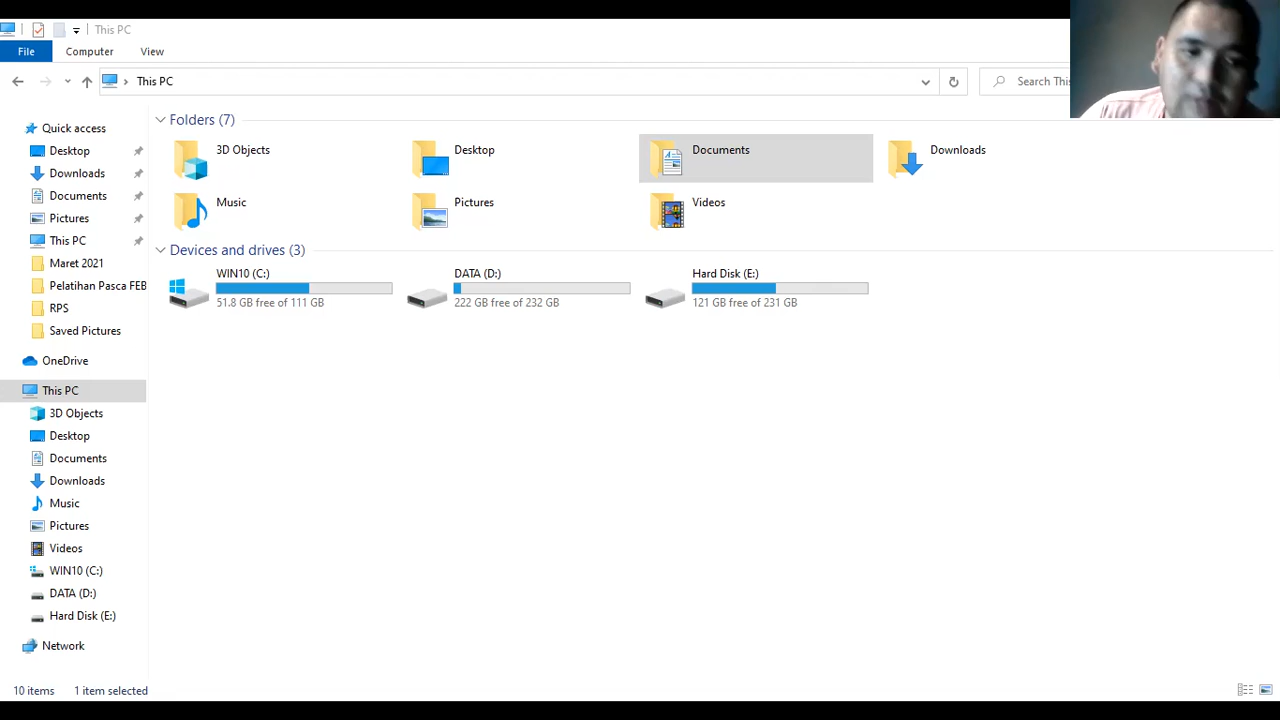 This PC
File Computer View
This PC
Search This
Quick access
Desktop
Downloads
Documents
Pictures
This PC
Maret 2021
Pelatihan Pasca FEB
RPS
Saved Pictures
OneDrive
This PC
3D Objects
Desktop
Documents
Downloads
Music
Pictures
Videos
WIN10 (C:)
DATA (D:)
Hard Disk (E:)
Network
Folders (7)
3D Objects
Desktop
Documents
Downloads
Music
Pictures
Videos
Devices and drives (3)
WIN10 (C:)
51.8 GB free of 111 GB
DATA (D:)
222 GB free of 232 GB
Hard Disk (E:)
121 GB free of 231 GB
10 items 1 item selected